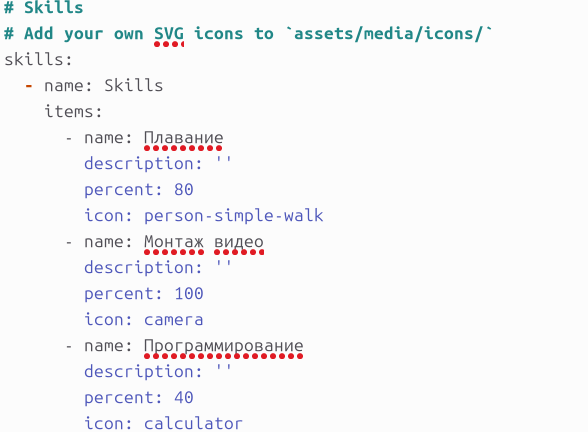 # Skills
# Add your own SVG icons to `assets/media/icons/`
skills:
  - name: Skills
    items:
      - name: Плавание
        description: ''
        percent: 80
        icon: person-simple-walk
      - name: Монтаж видео
        description: ''
        percent: 100
        icon: camera
      - name: Программирование
        description: ''
        percent: 40
        icon: calculator